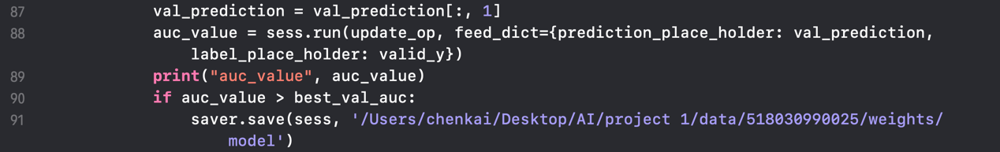 87 val_prediction = val_prediction[:, 1]
88 auc_value = sess.run(update_op, feed_dict={prediction_place_holder: val_prediction,
label_place_holder: valid_y})
89 print("auc_value", auc_value)
90 if auc_value > best_val_auc:
91 saver.save(sess, '/Users/chenkai/Desktop/AI/project 1/data/518030990025/weights/
model')